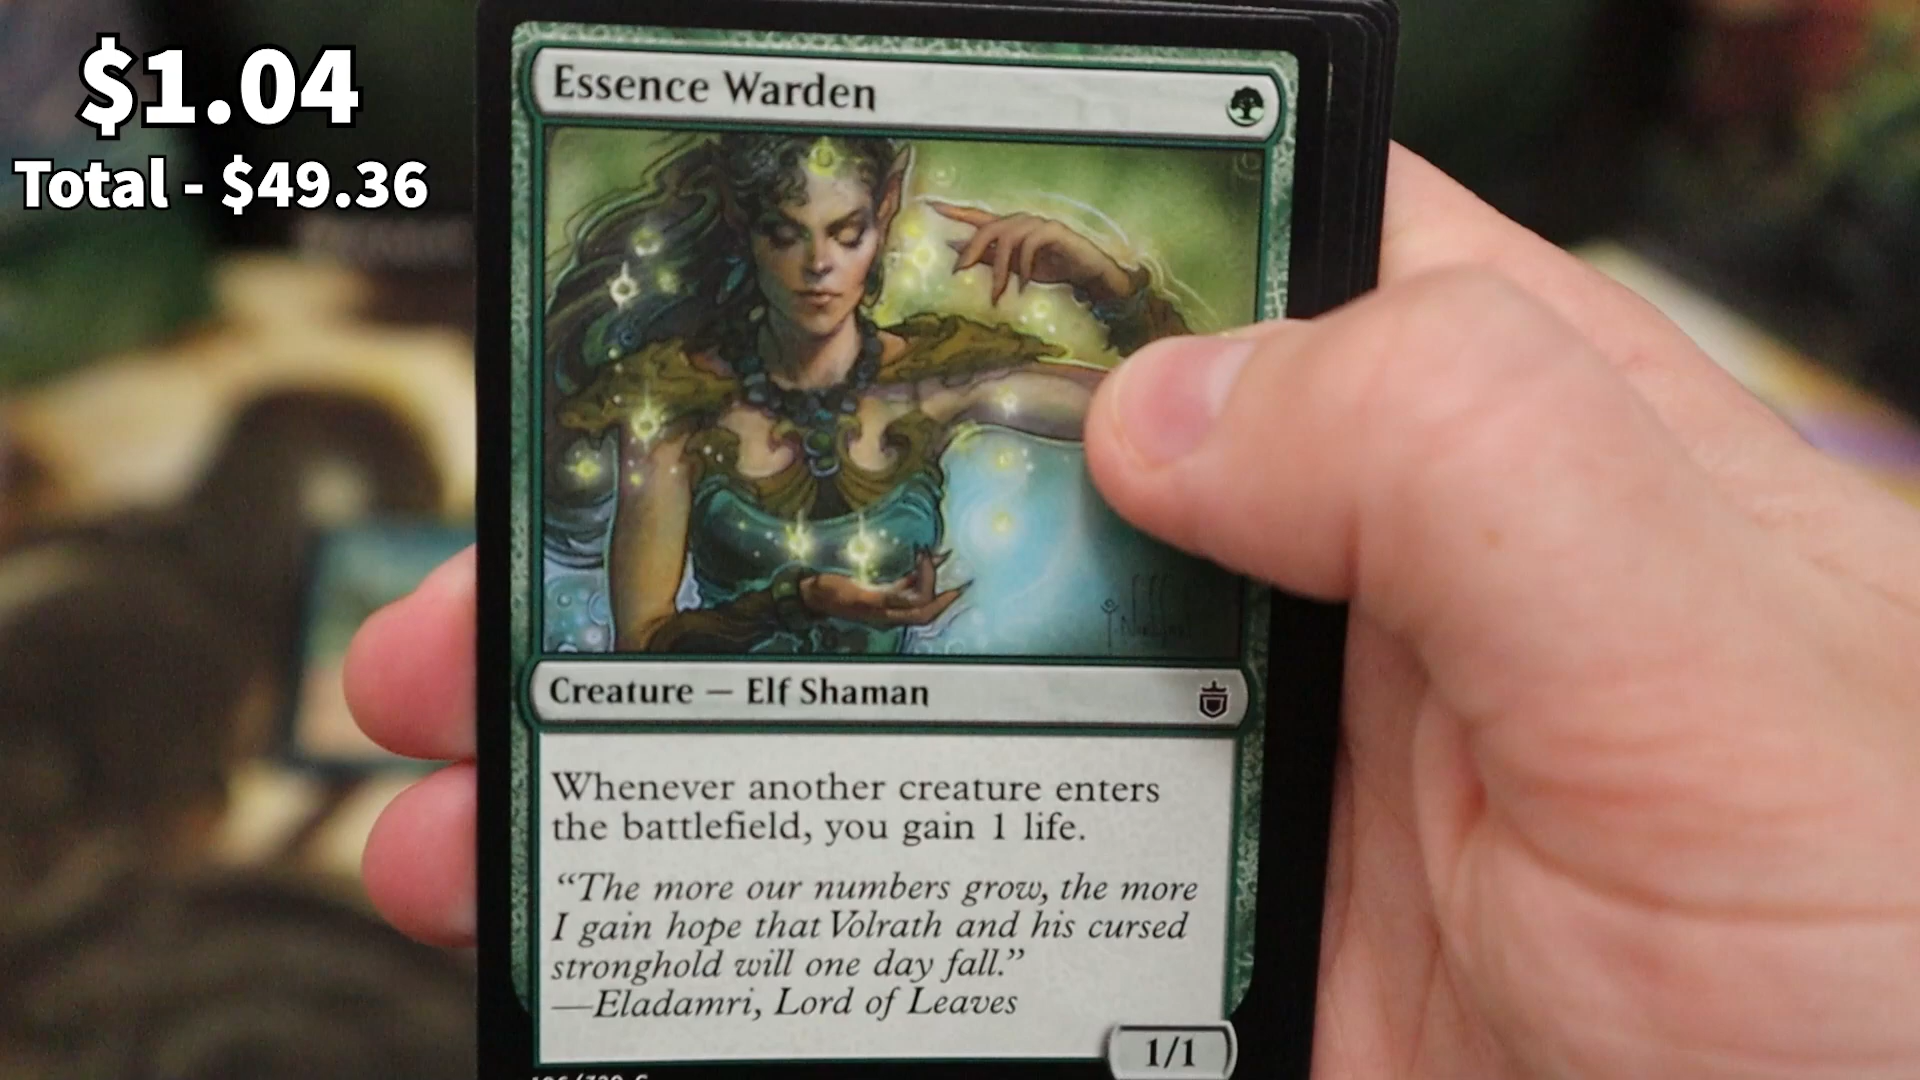 $1.04
Total - $49.36
Essence Warden
Creature — Elf Shaman
Whenever another creature enters
the battlefield, you gain 1 life.
“The more our numbers grow, the more
I gain hope that Volrath and his cursed
stronghold will one day fall.”
—Eladamri, Lord of Leaves
1/1